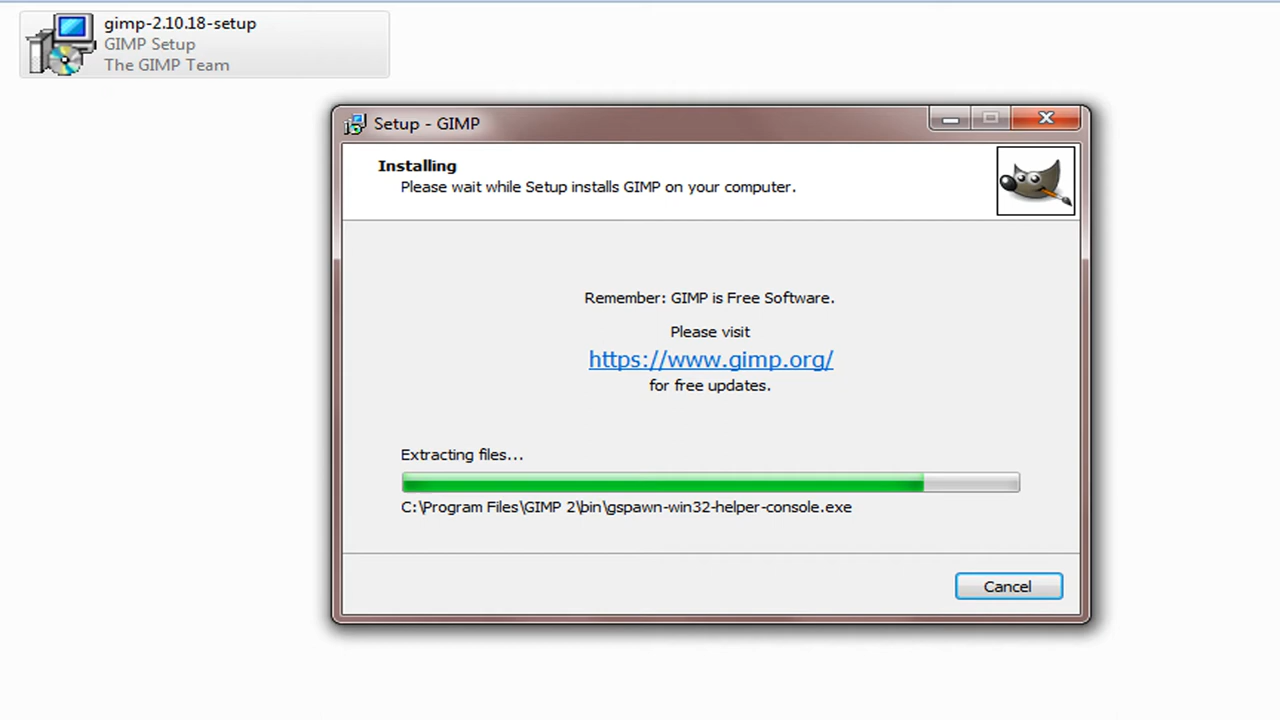 gimp-2.10.18-setup
GIMP Setup
The GIMP Team
Setup - GIMP
Installing
Please wait while Setup installs GIMP on your computer.
Remember: GIMP is Free Software.
Please visit
https://www.gimp.org/
for free updates.
Extracting files...
C:\Program Files\GIMP 2\bin\gspawn-win32-helper-console.exe
Cancel